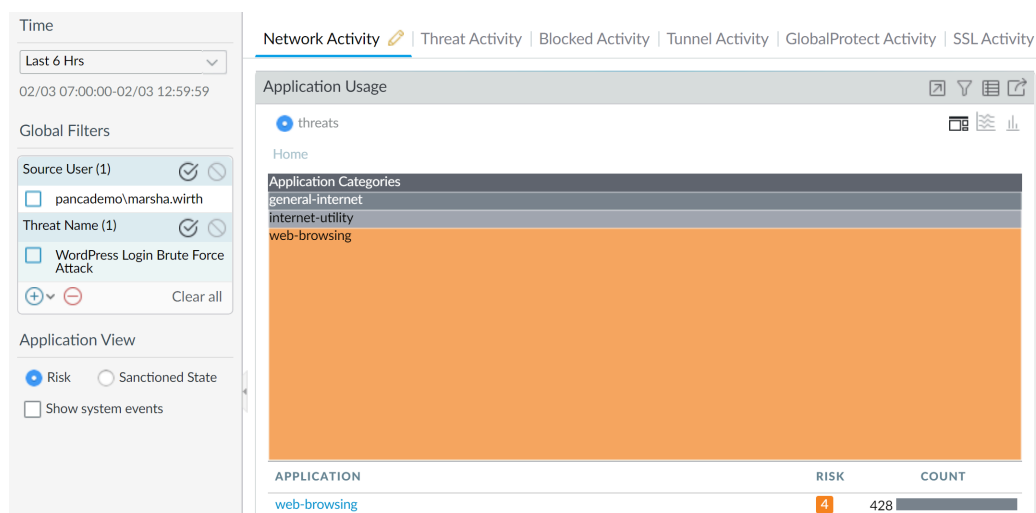 Time
Last 6 Hrs
02/03 07:00:00-02/03 12:59:59
Global Filters
Source User (1)
pancademo\marsha.wirth
Threat Name (1)
WordPress Login Brute Force
Attack
Clear all
Application View
Risk Sanctioned State
Show system events
Network Activity Threat Activity Blocked Activity Tunnel Activity GlobalProtect Activity SSL Activity
Application Usage
threats
Home
Application Categories
general-internet
internet-utility
web-browsing
APPLICATION RISK COUNT
web-browsing 4 428